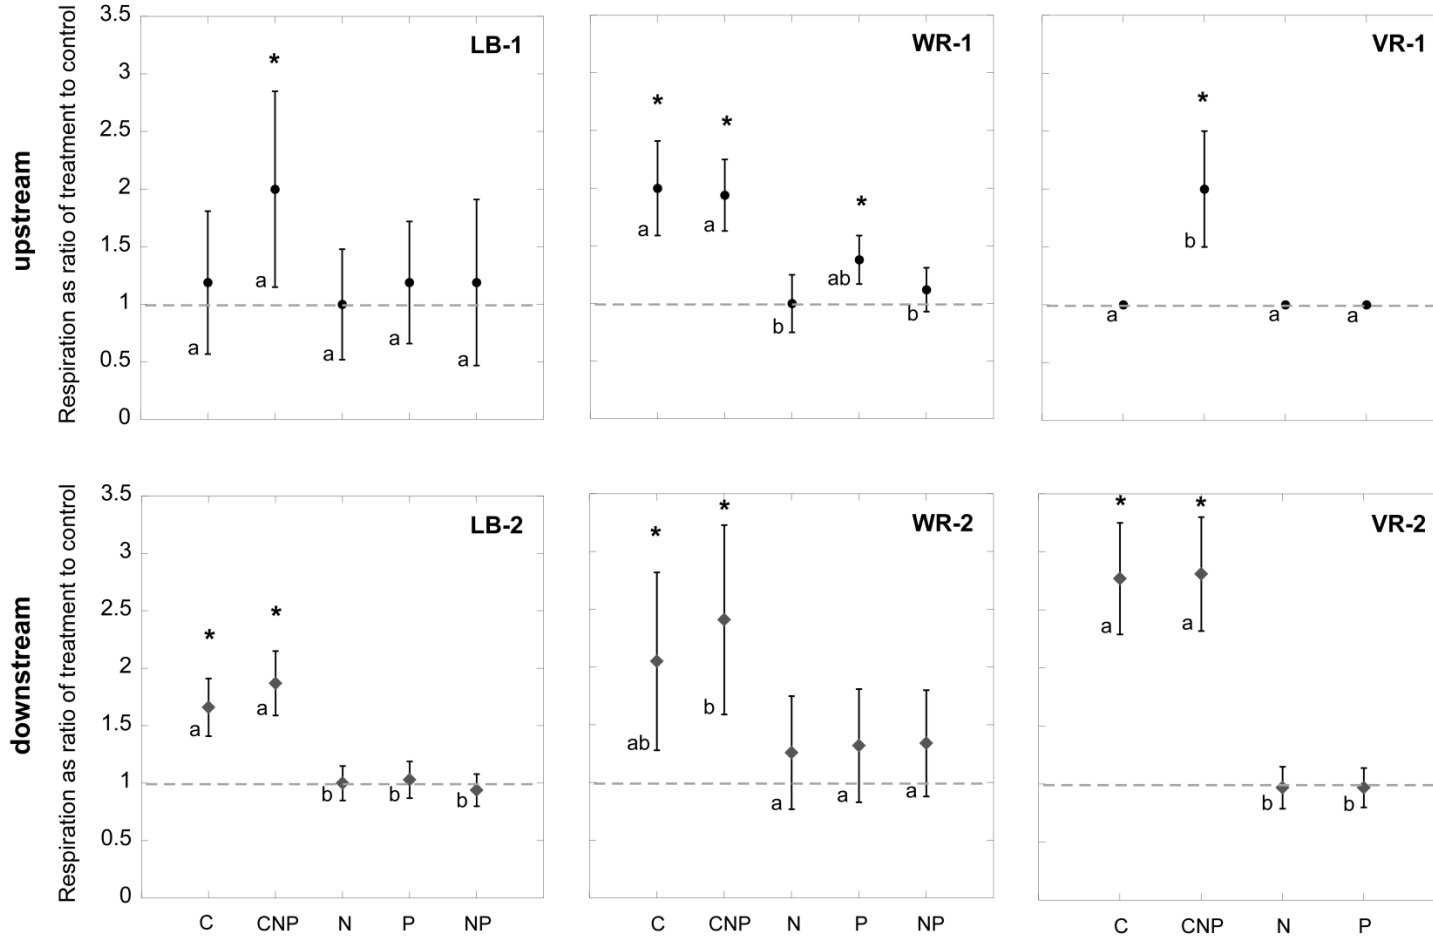 upstream
Respiration as ratio of treatment to control
3.5
3
2.5
2
1.5
1
0.5
0
LB-1
*
a
a
a
a
a
WR-1
* * *
a
a
b
ab
b
VR-1
*
a
b
a
a
downstream
Respiration as ratio of treatment to control
3.5
3
2.5
2
1.5
1
0.5
0
LB-2
* *
a
a
b
b
b
C CNP N P NP
WR-2
* *
ab
b
a
a
a
C CNP N P NP
VR-2
* *
a
a
b
b
C CNP N P